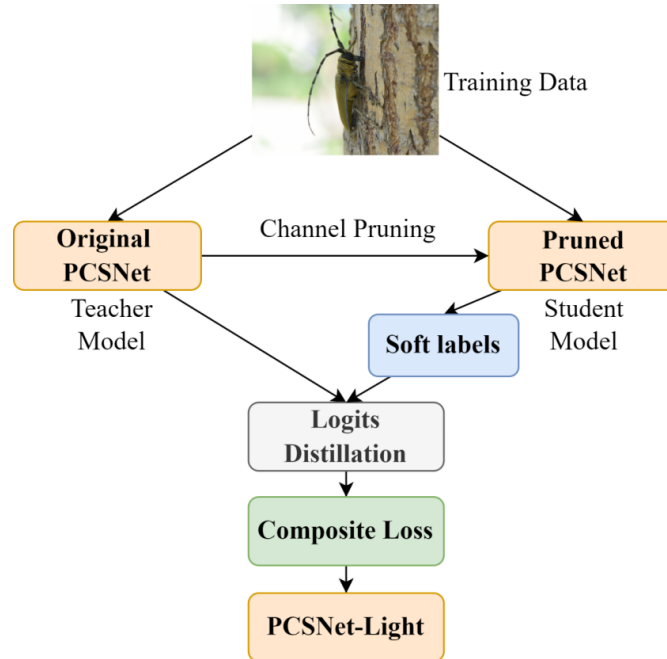 Training Data
Original
PCSNet
Channel Pruning
Pruned
PCSNet
Teacher
Model
Student
Model
Soft labels
Logits
Distillation
Composite Loss
PCSNet-Light